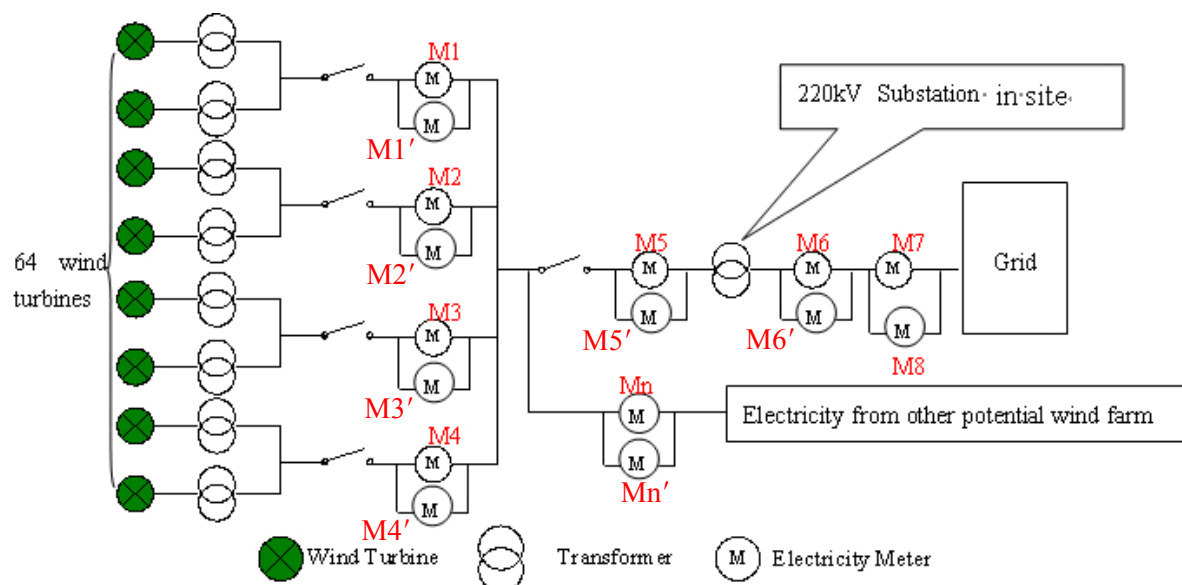 M1
M
M
M1′
M2
M
M
M2′
64 wind
turbines
M3
M
M
M3′
M4
M
M
M4′
220kV Substation in site
M5
M
M
M5′
M6
M
M
M6′
M7
M
M
M8
Grid
Mn
M
M
Mn′
Electricity from other potential wind farm
Wind Turbine
Transformer
M
Electricity Meter